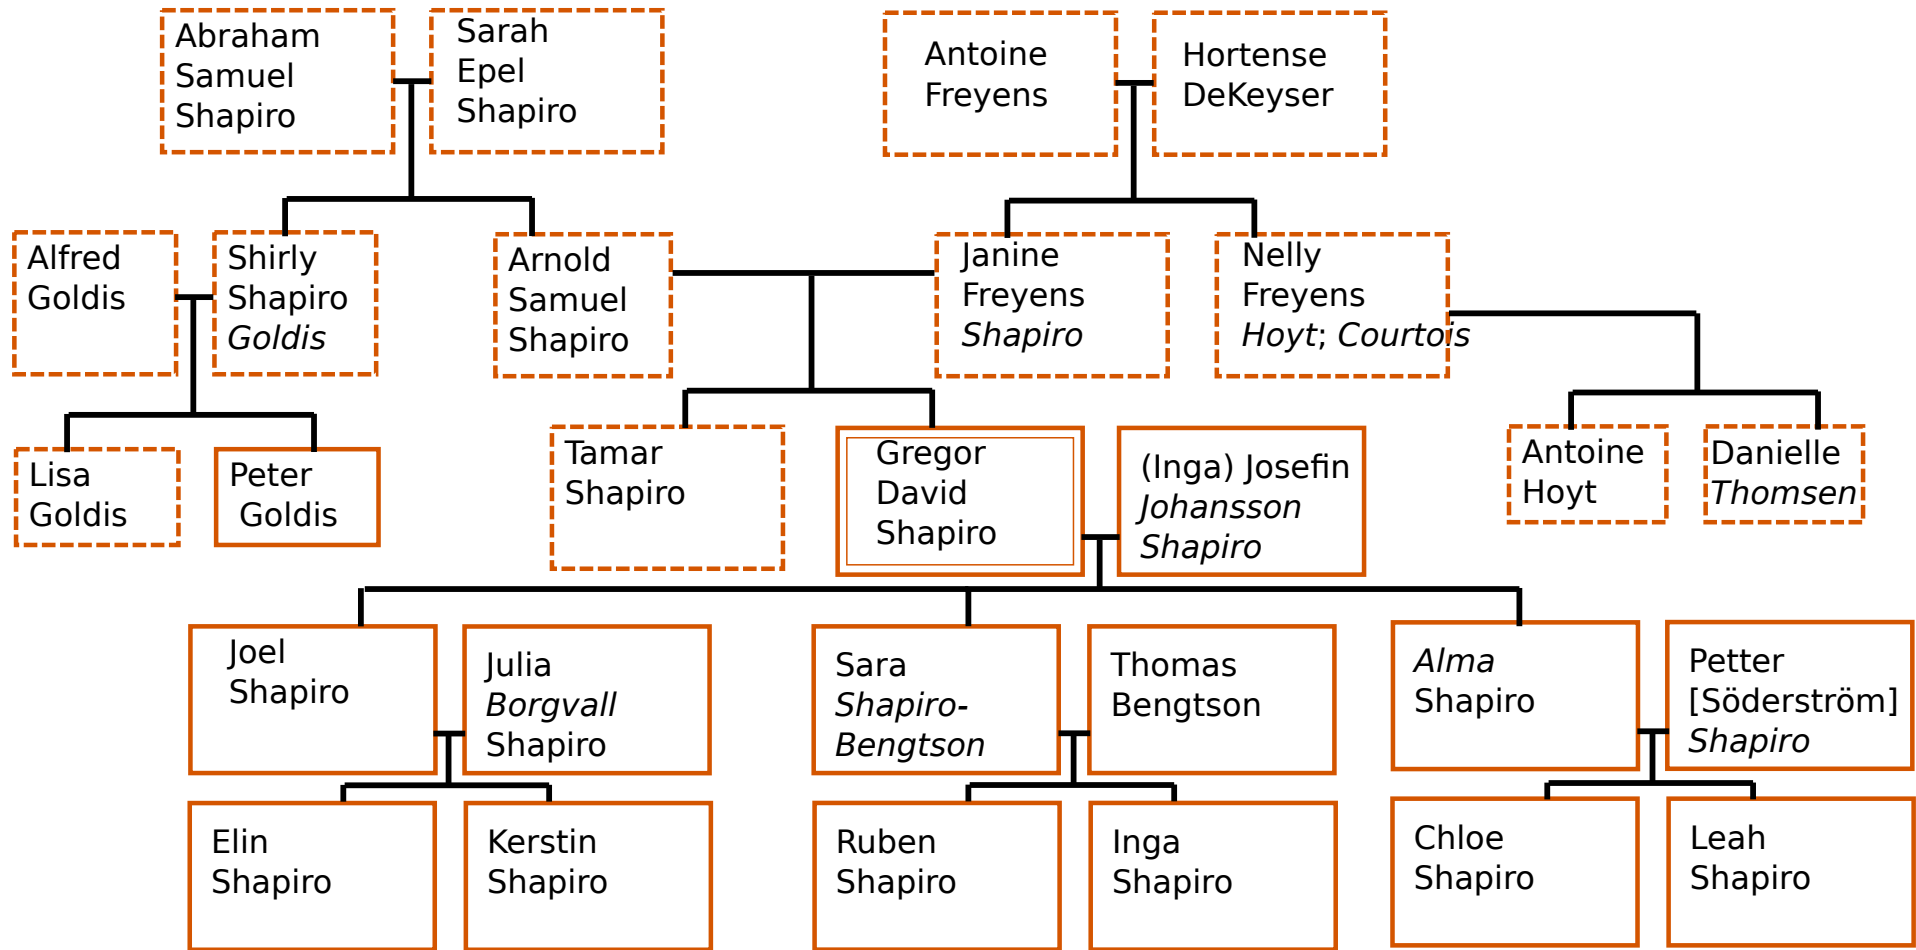 Abraham
Samuel
Shapiro
Sarah
Epel
Shapiro
Antoine
Freyens
Hortense
DeKeyser
Alfred
Goldis
Shirly
Shapiro
Goldis
Arnold
Samuel
Shapiro
Janine
Freyens
Shapiro
Nelly
Freyens
Hoyt; Courtois
Lisa
Goldis
Peter
Goldis
Tamar
Shapiro
Gregor
David
Shapiro
(Inga) Josefin
Johansson
Shapiro
Antoine
Hoyt
Danielle
Thomsen
Joel
Shapiro
Julia
Borgvall
Shapiro
Sara
Shapiro-
Bengtson
Thomas
Bengtson
Alma
Shapiro
Petter
[Söderström]
Shapiro
Elin
Shapiro
Kerstin
Shapiro
Ruben
Shapiro
Inga
Shapiro
Chloe
Shapiro
Leah
Shapiro